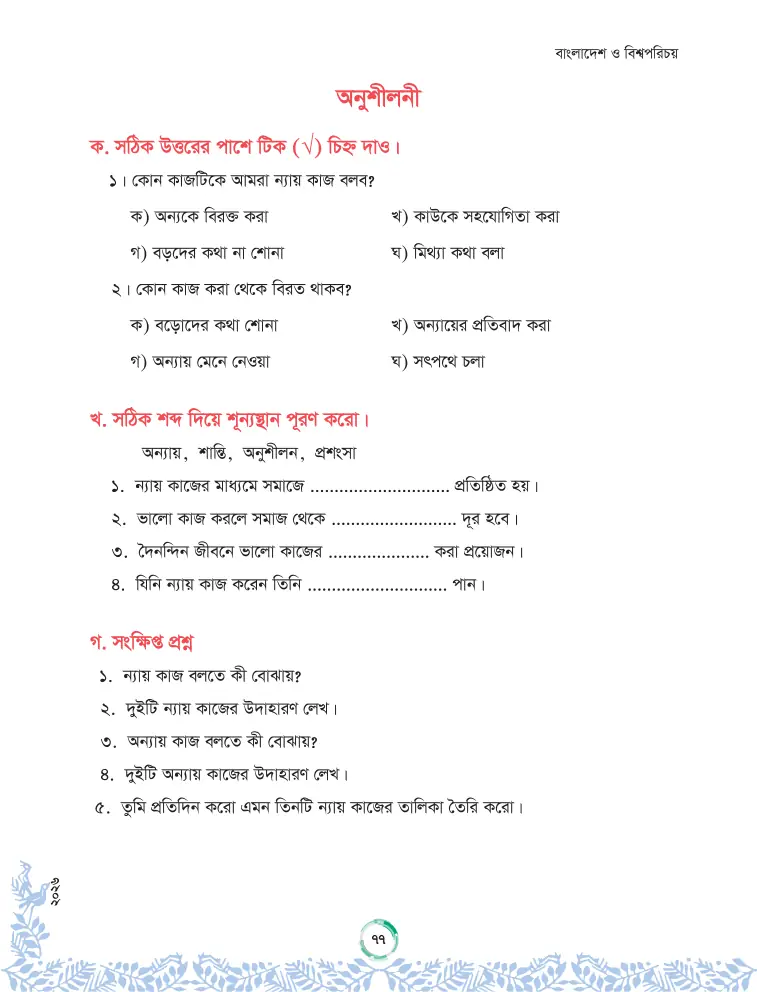 বাংলাদেশ ও বিশ্বপরিচয়
অনুশীলনী
ক. সঠিক উত্তরের পাশে টিক (√) চিহ্ন দাও।
১। কোন কাজটিকে আমরা ন্যায় কাজ বলব?
ক) অন্যকে বিরক্ত করা খ) কাউকে সহযোগিতা করা
গ) বড়দের কথা না শোনা ঘ) মিথ্যা কথা বলা
২। কোন কাজ করা থেকে বিরত থাকব?
ক) বড়োদের কথা শোনা খ) অন্যায়ের প্রতিবাদ করা
গ) অন্যায় মেনে নেওয়া ঘ) সৎপথে চলা
খ. সঠিক শব্দ দিয়ে শূন্যস্থান পূরণ করো।
অন্যায়, শান্তি, অনুশীলন, প্রশংসা
১. ন্যায় কাজের মাধ্যমে সমাজে ............................. প্রতিষ্ঠিত হয়।
২. ভালো কাজ করলে সমাজ থেকে .......................... দূর হবে।
৩. দৈনন্দিন জীবনে ভালো কাজের ..................... করা প্রয়োজন।
৪. যিনি ন্যায় কাজ করেন তিনি ............................. পান।
গ. সংক্ষিপ্ত প্রশ্ন
১. ন্যায় কাজ বলতে কী বোঝায়?
২. দুইটি ন্যায় কাজের উদাহারণ লেখ।
৩. অন্যায় কাজ বলতে কী বোঝায়?
৪. দুইটি অন্যায় কাজের উদাহারণ লেখ।
৫. তুমি প্রতিদিন করো এমন তিনটি ন্যায় কাজের তালিকা তৈরি করো।
২০২৬
৭৭